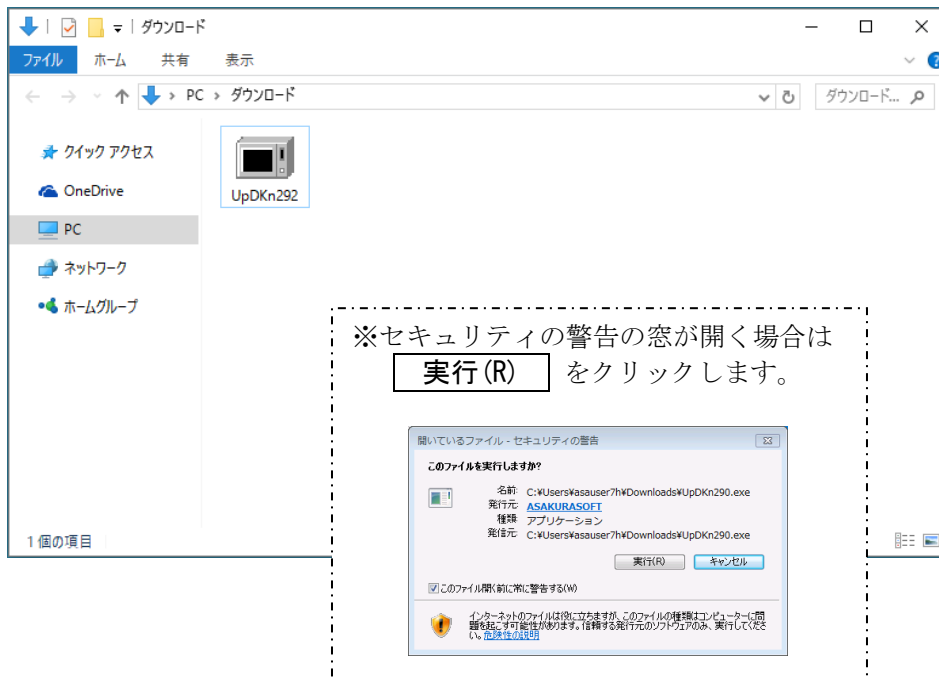 ダウンロード
ファイル ホーム 共有 表示
PC › ダウンロード
ダウンロード...
クイック アクセス
OneDrive
PC
ネットワーク
ホームグループ
UpDKn292
※セキュリティの警告の窓が開く場合は
実行(R) をクリックします。
開いているファイル - セキュリティの警告
このファイルを実行しますか?
名前: C:¥Users¥asauser7h¥Downloads¥UpDKn290.exe
発行元: ASAKURASOFT
種類: アプリケーション
発信元: C:¥Users¥asauser7h¥Downloads¥UpDKn290.exe
実行(R) キャンセル
このファイル開く前に常に警告する(W)
インターネットのファイルは役に立ちますが、このファイルの種類はコンピューターに問
題を起こす可能性があります。信頼する発行元のソフトウェアのみ、実行してくださ
い。危険性の説明
1 個の項目